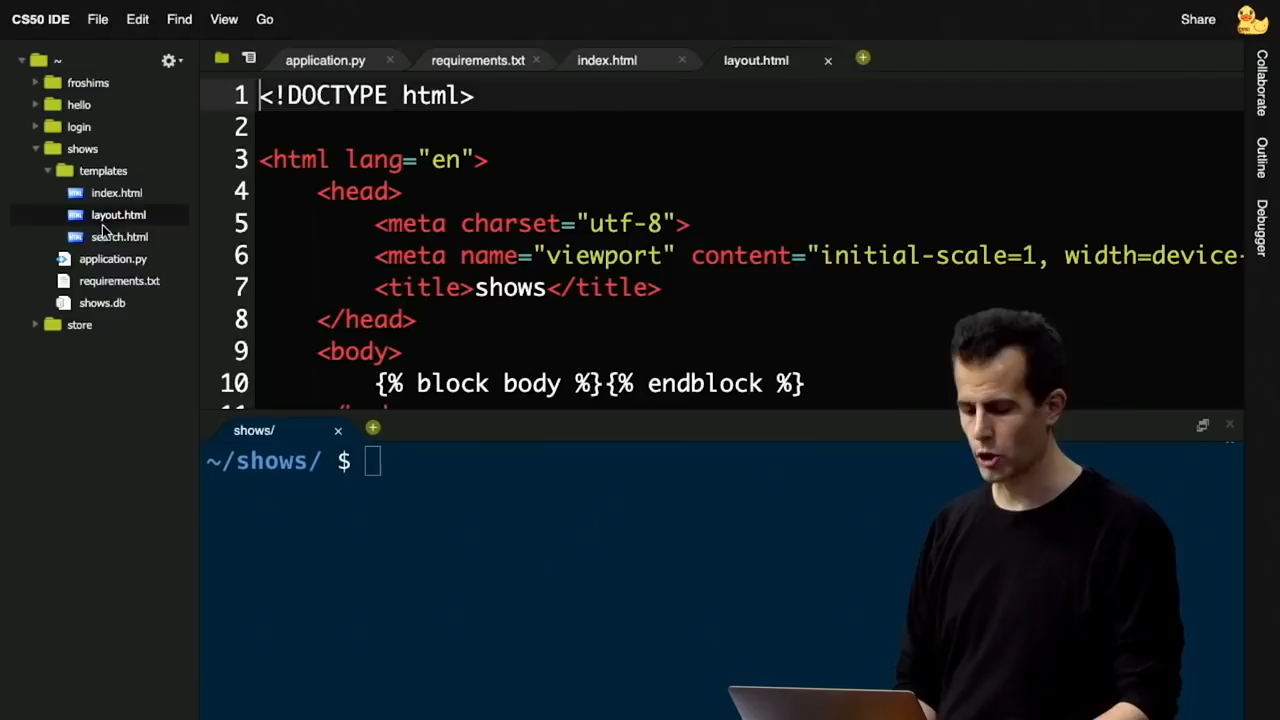 CS50 IDE File Edit Find View Go Share
~
froshims
hello
login
shows
templates
index.html
layout.html
application.py
requirements.txt
shows.db
store
application.py requirements.txt index.html layout.html
1 <!DOCTYPE html>
2
3 <html lang="en">
4 <head>
5 <meta charset="utf-8">
6 <meta name="viewport" content="initial-scale=1, width=device-
7 <title>shows</title>
8 </head>
9 <body>
10 {% block body %}{% endblock %}
shows/
~/shows/ $
Collaborate
Outline
Debugger